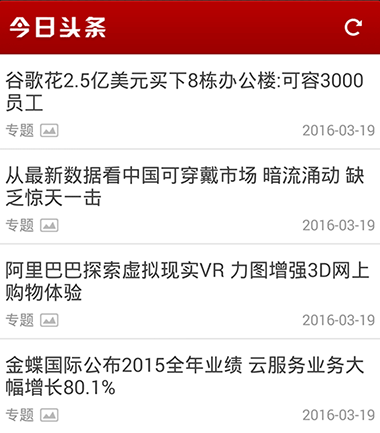 今日头条
谷歌花2.5亿美元买下8栋办公楼:可容3000
员工
专题 2016-03-19
从最新数据看中国可穿戴市场 暗流涌动 缺
乏惊天一击
专题 2016-03-19
阿里巴巴探索虚拟现实VR 力图增强3D网上
购物体验
专题 2016-03-19
金蝶国际公布2015全年业绩 云服务业务大
幅增长80.1%
专题 2016-03-19